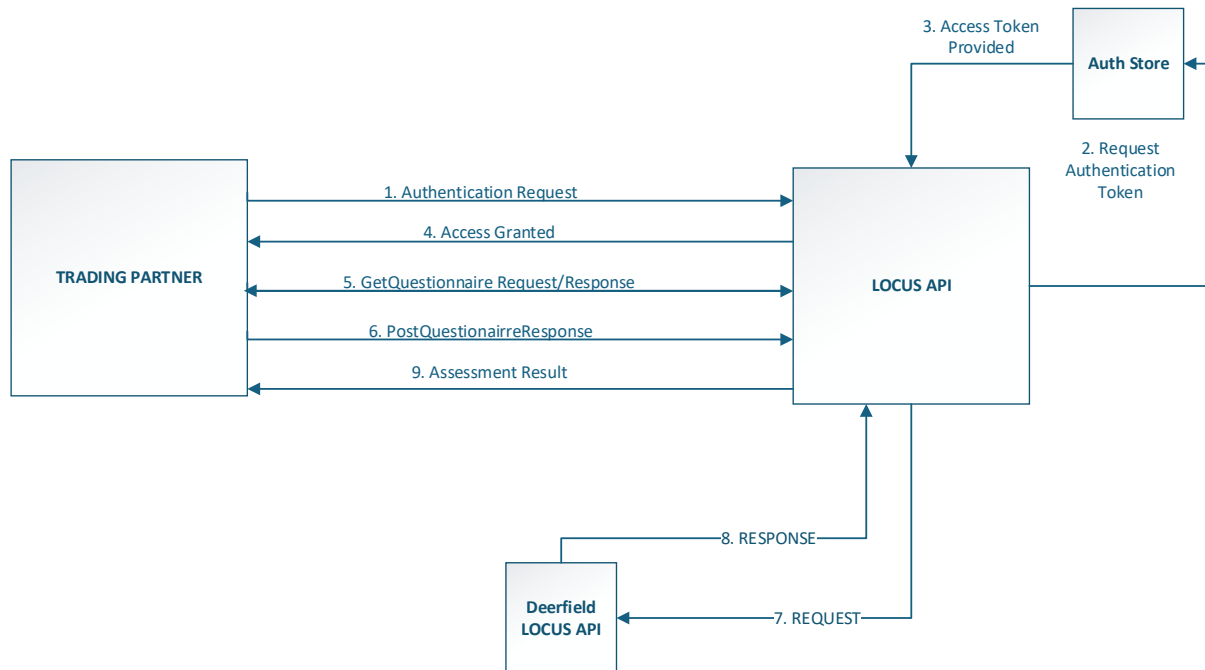 3. Access Token
Provided
Auth Store
2. Request
Authentication
Token
1. Authentication Request
4. Access Granted
TRADING PARTNER
5. GetQuestionnaire Request/Response
LOCUS API
6. PostQuestionairreResponse
9. Assessment Result
8. RESPONSE
Deerfield
LOCUS API
7. REQUEST